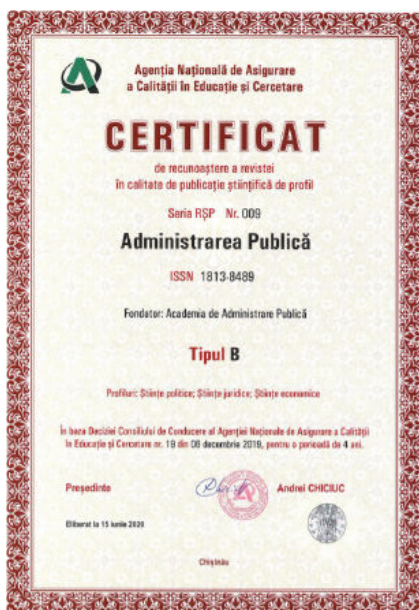 Agenția Națională de Asigurare
a Calității în Educație și Cercetare
CERTIFICAT
de recunoaștere a revistei
în calitate de publicație științifică de profil
Seria RȘP Nr. 009
Administrarea Publică
ISSN 1813-8489
Fondator: Academia de Administrare Publică
Tipul B
Profiluri: Științe politice; Științe juridice; Științe economice
În baza Deciziei Consiliului de Conducere al Agenției Naționale de Asigurare a Calității
în Educație și Cercetare nr. 19 din 06 decembrie 2019, pentru o perioadă de 4 ani.
Președinte Andrei CHICIUC
Eliberat la 15 iunie 2020
Chișinău